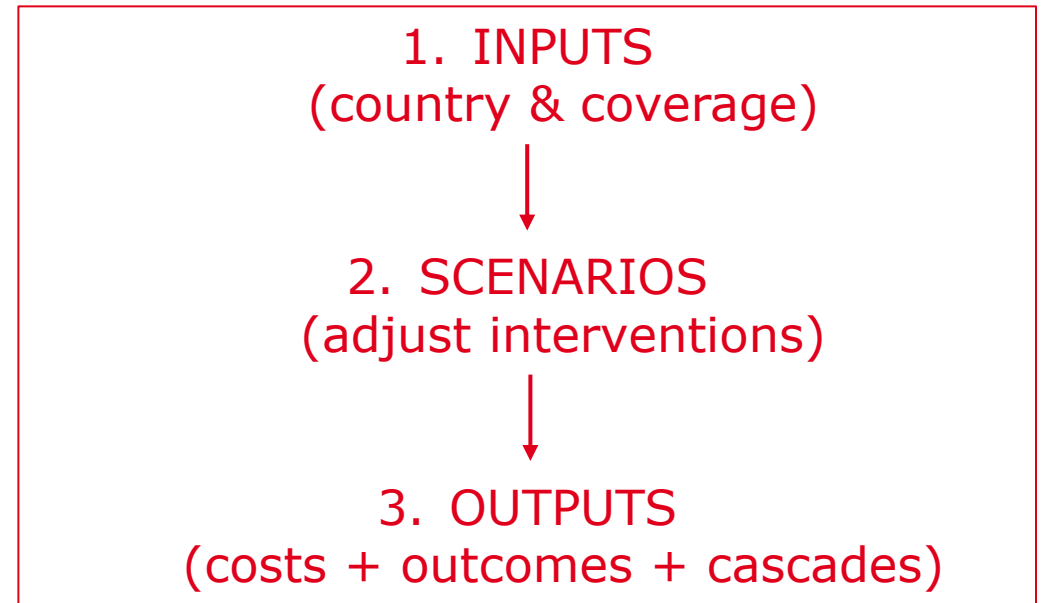 1. INPUTS
(country & coverage)
2. SCENARIOS
(adjust interventions)
3. OUTPUTS
(costs + outcomes + cascades)